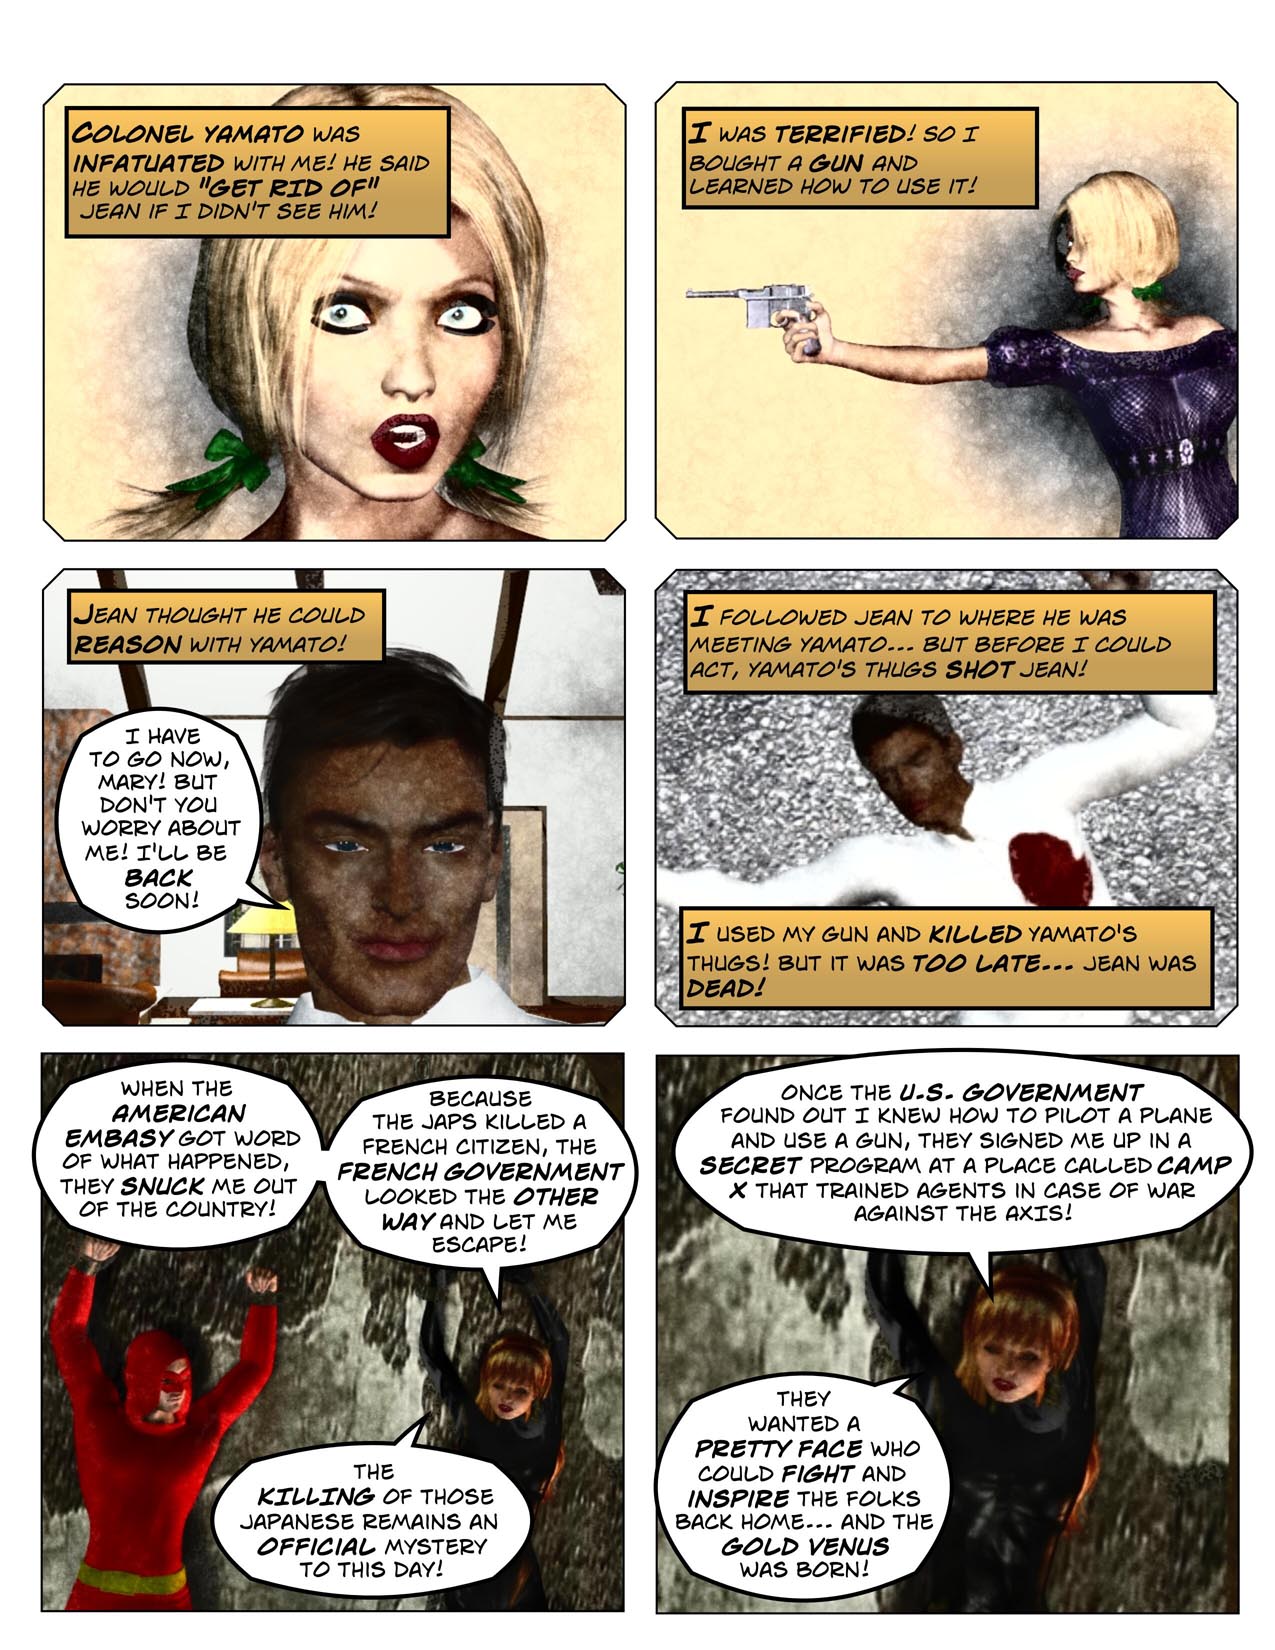 COLONEL YAMATO WAS
INFATUATED WITH ME! HE SAID
HE WOULD "GET RID OF"
JEAN IF I DIDN'T SEE HIM!
I WAS TERRIFIED! SO I
BOUGHT A GUN AND
LEARNED HOW TO USE IT!
JEAN THOUGHT HE COULD
REASON WITH YAMATO!
I HAVE
TO GO NOW,
MARY! BUT
DON'T YOU
WORRY ABOUT
ME! I'LL BE
BACK
SOON!
I FOLLOWED JEAN TO WHERE HE WAS
MEETING YAMATO... BUT BEFORE I COULD
ACT, YAMATO'S THUGS SHOT JEAN!
I USED MY GUN AND KILLED YAMATO'S
THUGS! BUT IT WAS TOO LATE... JEAN WAS
DEAD!
WHEN THE
AMERICAN
EMBASY GOT WORD
OF WHAT HAPPENED,
THEY SNUCK ME OUT
OF THE COUNTRY!
BECAUSE
THE JAPS KILLED A
FRENCH CITIZEN, THE
FRENCH GOVERNMENT
LOOKED THE OTHER
WAY AND LET ME
ESCAPE!
THE
KILLING OF THOSE
JAPANESE REMAINS AN
OFFICIAL MYSTERY
TO THIS DAY!
ONCE THE U.S. GOVERNMENT
FOUND OUT I KNEW HOW TO PILOT A PLANE
AND USE A GUN, THEY SIGNED ME UP IN A
SECRET PROGRAM AT A PLACE CALLED CAMP
X THAT TRAINED AGENTS IN CASE OF WAR
AGAINST THE AXIS!
THEY
WANTED A
PRETTY FACE WHO
COULD FIGHT AND
INSPIRE THE FOLKS
BACK HOME... AND THE
GOLD VENUS
WAS BORN!